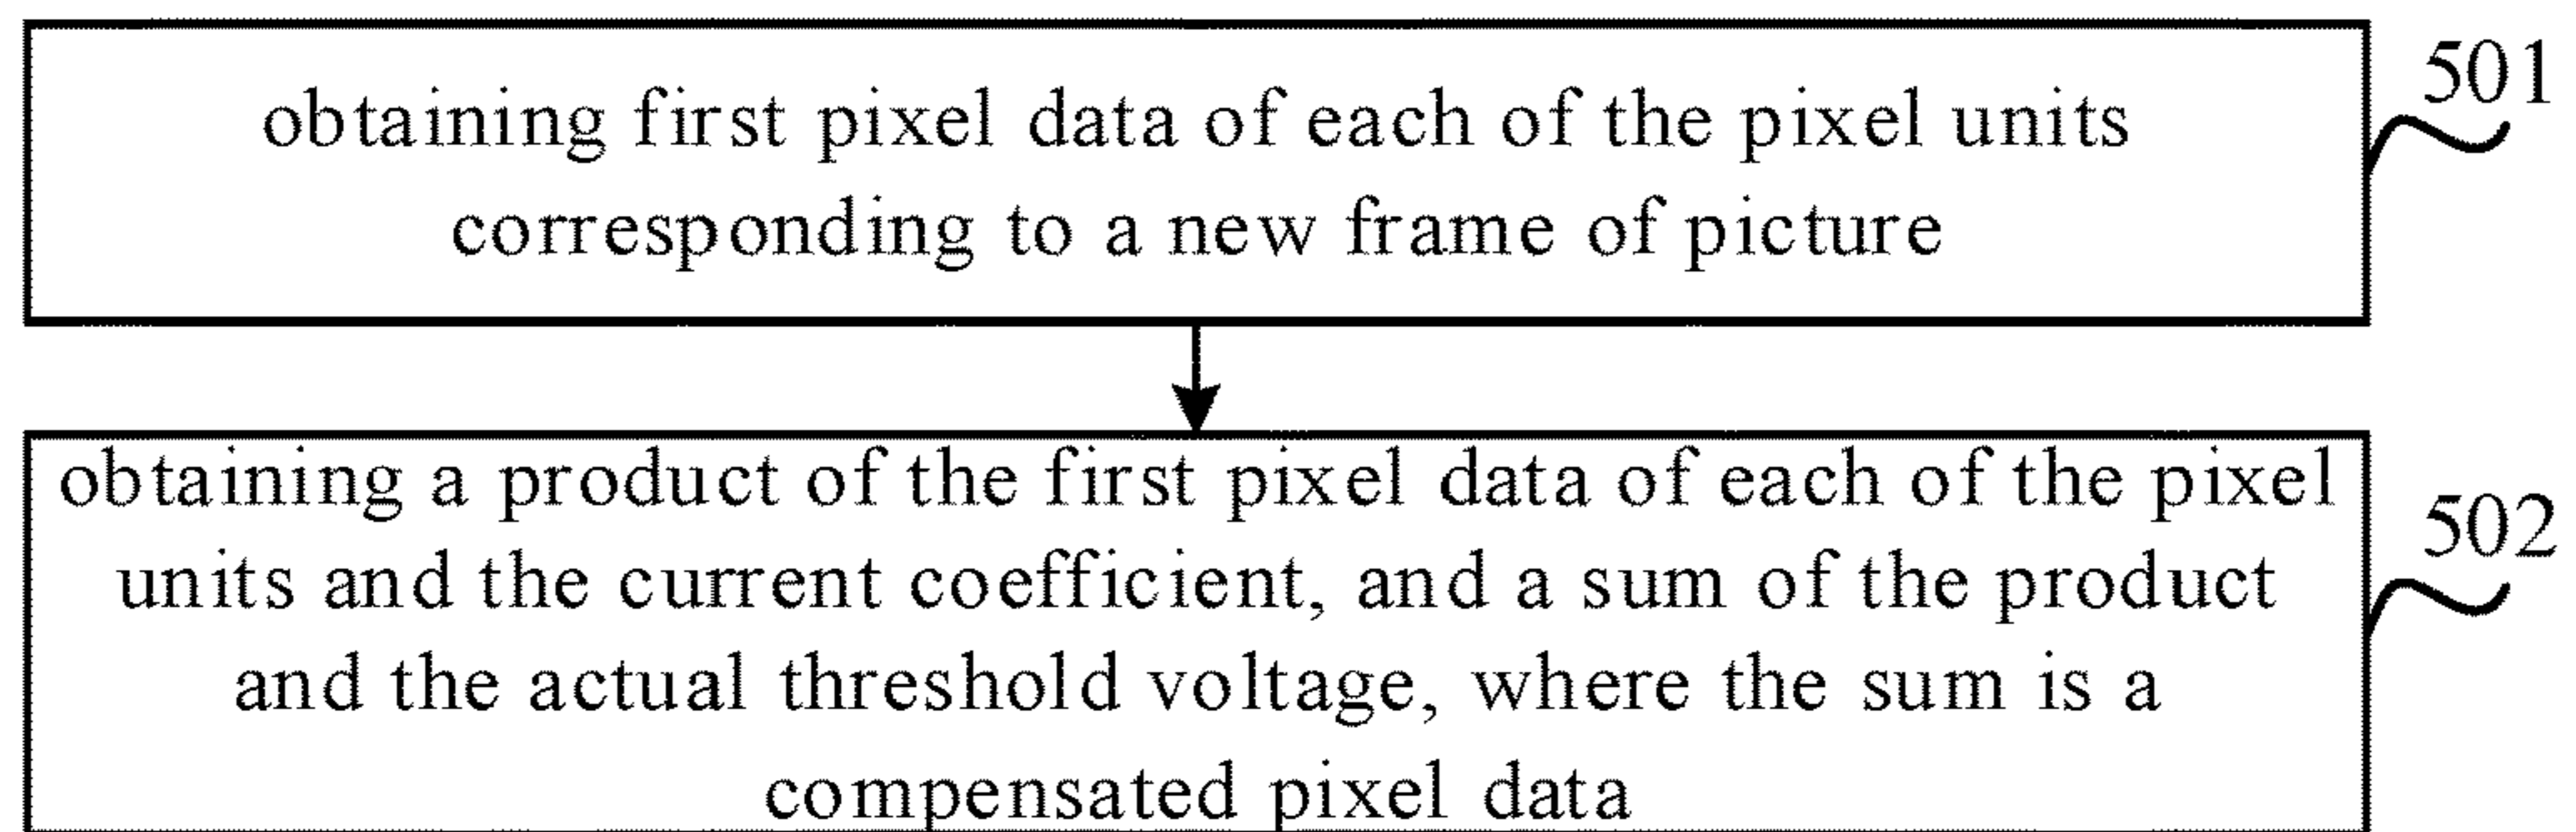 obtaining first pixel data of each of the pixel units
corresponding to a new frame of picture
501
obtaining a product of the first pixel data of each of the pixel
units and the current coefficient, and a sum of the product
and the actual threshold voltage, where the sum is a
compensated pixel data
502